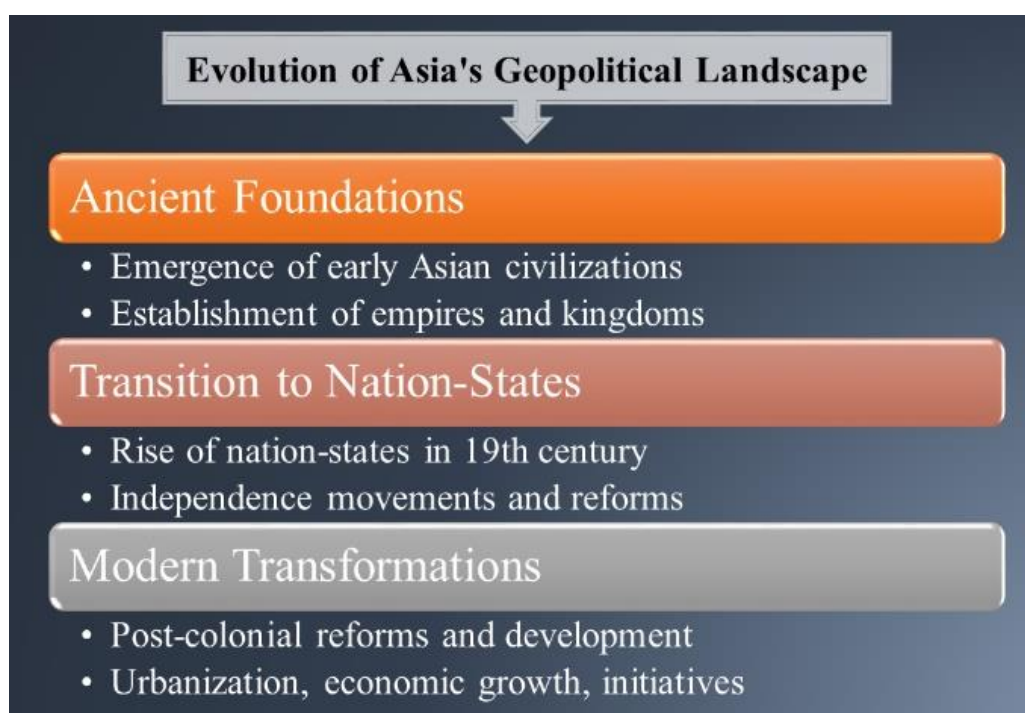 Evolution of Asia's Geopolitical Landscape
Ancient Foundations
• Emergence of early Asian civilizations
• Establishment of empires and kingdoms
Transition to Nation-States
• Rise of nation-states in 19th century
• Independence movements and reforms
Modern Transformations
• Post-colonial reforms and development
• Urbanization, economic growth, initiatives